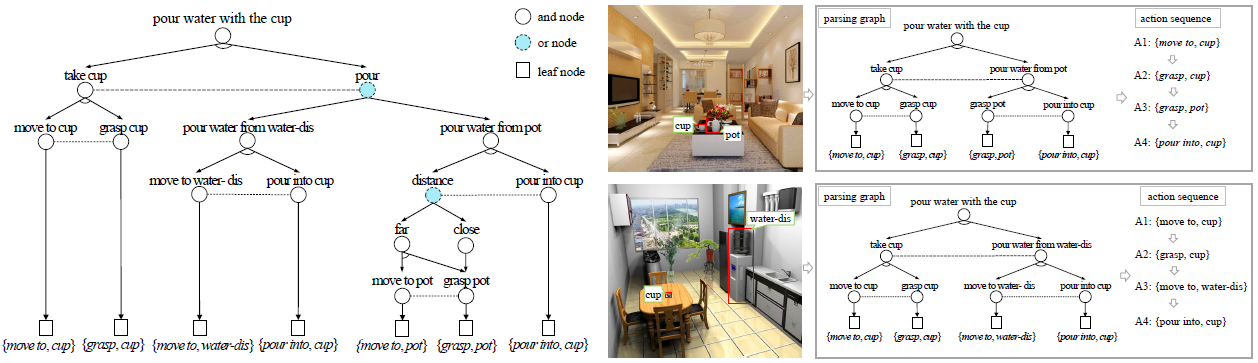 pour water with the cup
and node
or node
leaf node
take cup
pour
move to cup
grasp cup
pour water from water-dis
pour water from pot
move to water- dis
pour into cup
distance
pour into cup
far
close
move to pot
grasp pot
{move to, cup}
{grasp, cup}
{move to, water-dis}
{pour into, cup}
{move to, pot}
{grasp, pot}
{pour into, cup}
cup
pot
water-dis
cup
parsing graph
pour water with the cup
take cup
pour water from pot
move to cup
grasp cup
grasp pot
pour into cup
{move to, cup}
{grasp, cup}
{grasp, pot}
{pour into, cup}
action sequence
A1: {move to, cup}
A2: {grasp, cup}
A3: {grasp, pot}
A4: {pour into, cup}
parsing graph
pour water with the cup
take cup
pour water from water-dis
move to cup
grasp cup
move to water- dis
pour into cup
{move to, cup}
{grasp, cup}
{move to, water-dis}
{pour into, cup}
action sequence
A1: {move to, cup}
A2: {grasp, cup}
A3: {move to, water-dis}
A4: {pour into, cup}